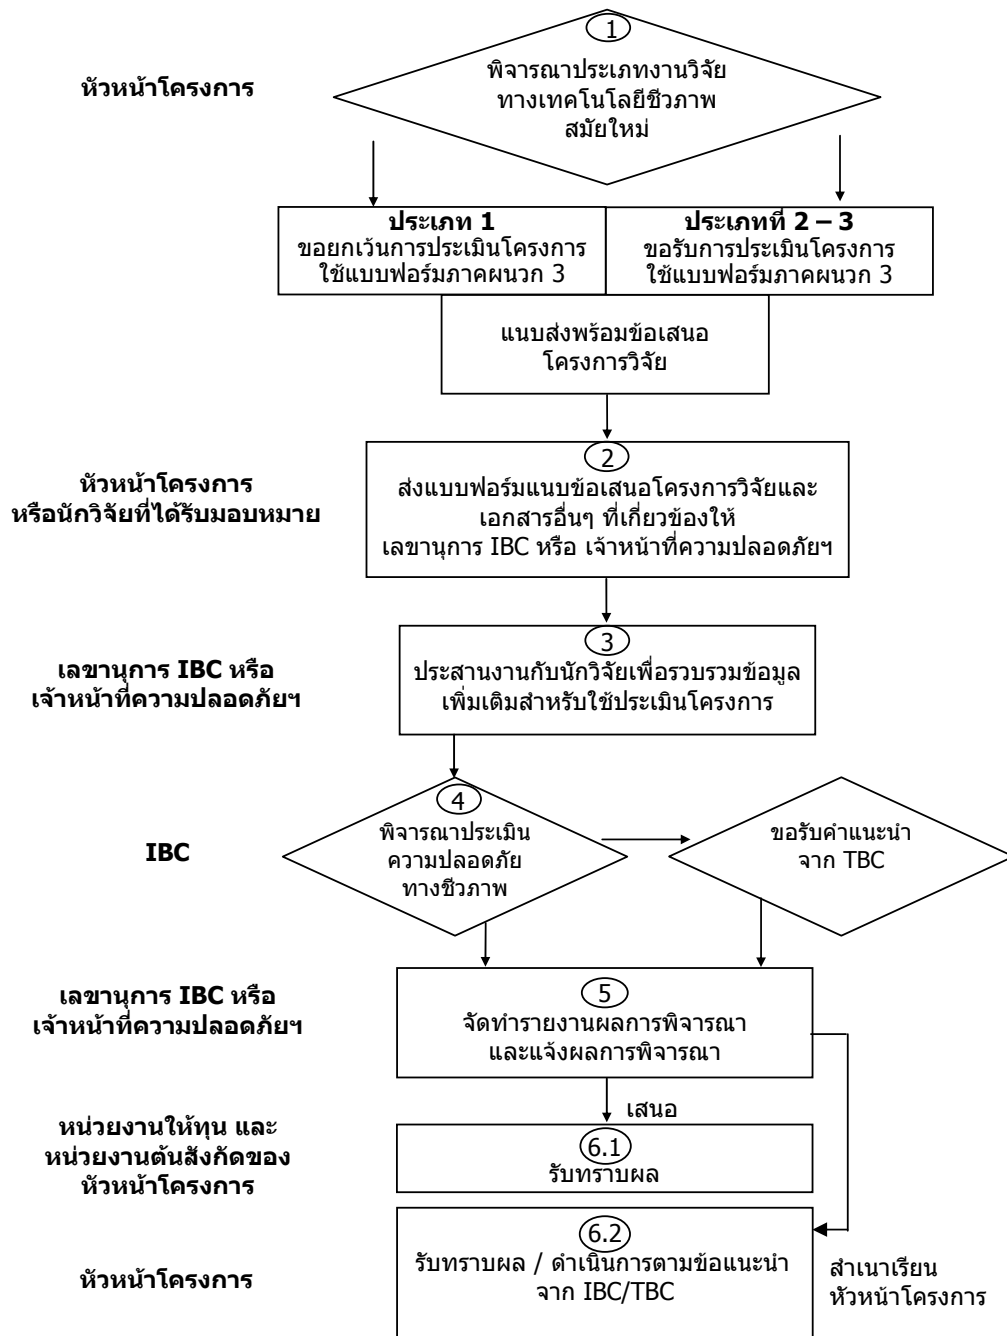 1
หัวหน้าโครงการ
พิจารณาประเภทงานวิจัย
ทางเทคโนโลยีชีวภาพ
สมัยใหม่
ประเภท 1
ขอยกเว้นการประเมินโครงการ
ใช้แบบฟอร์มภาคผนวก 3
ประเภทที่ 2 – 3
ขอรับการประเมินโครงการ
ใช้แบบฟอร์มภาคผนวก 3
แนบส่งพร้อมข้อเสนอ
โครงการวิจัย
หัวหน้าโครงการ
หรือนักวิจัยที่ได้รับมอบหมาย
2
ส่งแบบฟอร์มแนบข้อเสนอโครงการวิจัยและ
เอกสารอื่นๆ ที่เกี่ยวข้องให้
เลขานุการ IBC หรือ เจ้าหน้าที่ความปลอดภัยฯ
เลขานุการ IBC หรือ
เจ้าหน้าที่ความปลอดภัยฯ
3
ประสานงานกับนักวิจัยเพื่อรวบรวมข้อมูล
เพิ่มเติมสำหรับใช้ประเมินโครงการ
IBC
4
พิจารณาประเมิน
ความปลอดภัย
ทางชีวภาพ
ขอรับคำแนะนำ
จาก TBC
เลขานุการ IBC หรือ
เจ้าหน้าที่ความปลอดภัยฯ
5
จัดทำรายงานผลการพิจารณา
และแจ้งผลการพิจารณา
เสนอ
หน่วยงานให้ทุน และ
หน่วยงานต้นสังกัดของ
หัวหน้าโครงการ
6.1
รับทราบผล
หัวหน้าโครงการ
6.2
รับทราบผล / ดำเนินการตามข้อแนะนำ
จาก IBC/TBC
สำเนาเรียน
หัวหน้าโครงการ